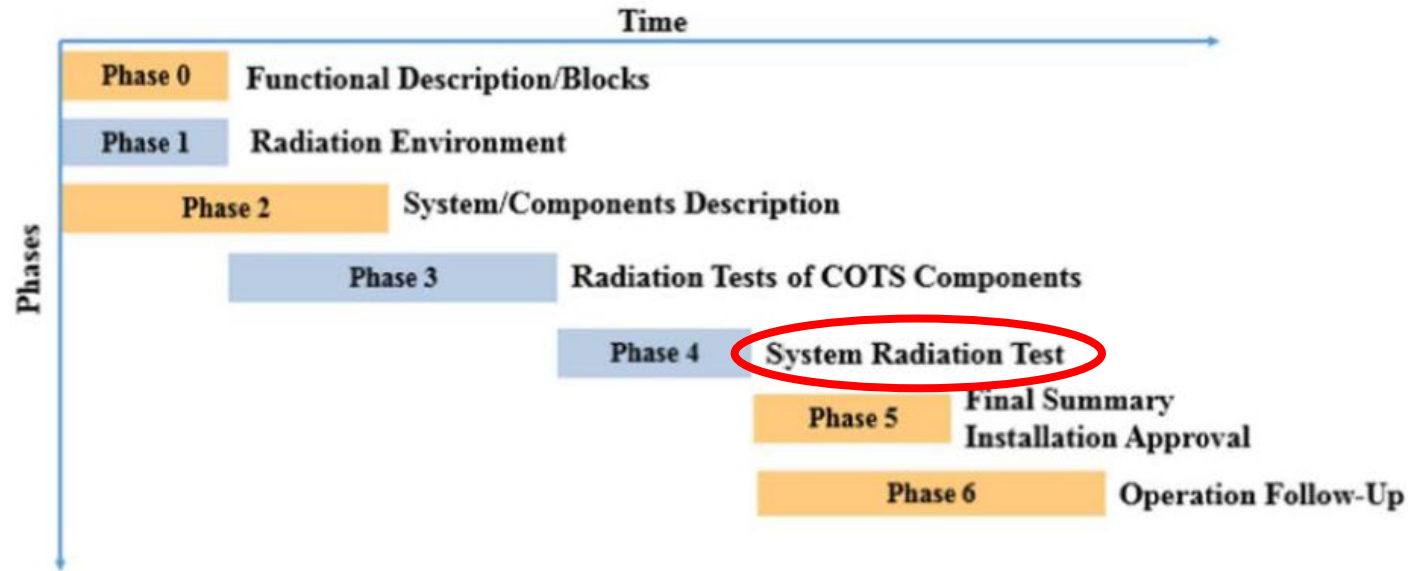 Time
Phases
Phase 0
Functional Description/Blocks
Phase 1
Radiation Environment
Phase 2
System/Components Description
Phase 3
Radiation Tests of COTS Components
Phase 4
System Radiation Test
Phase 5
Final Summary
Installation Approval
Phase 6
Operation Follow-Up